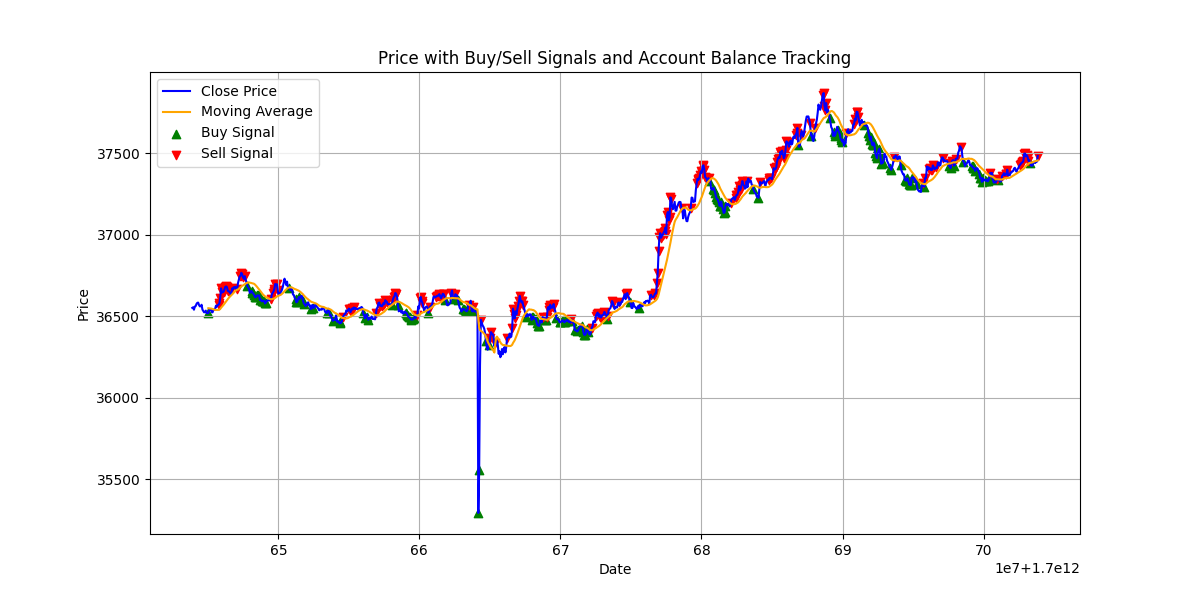 Price with Buy/Sell Signals and Account Balance Tracking
Close Price
Moving Average
Buy Signal
Sell Signal
Price
37500
37000
36500
36000
35500
65 66 67 68 69 70
1e7+1.7e12
Date